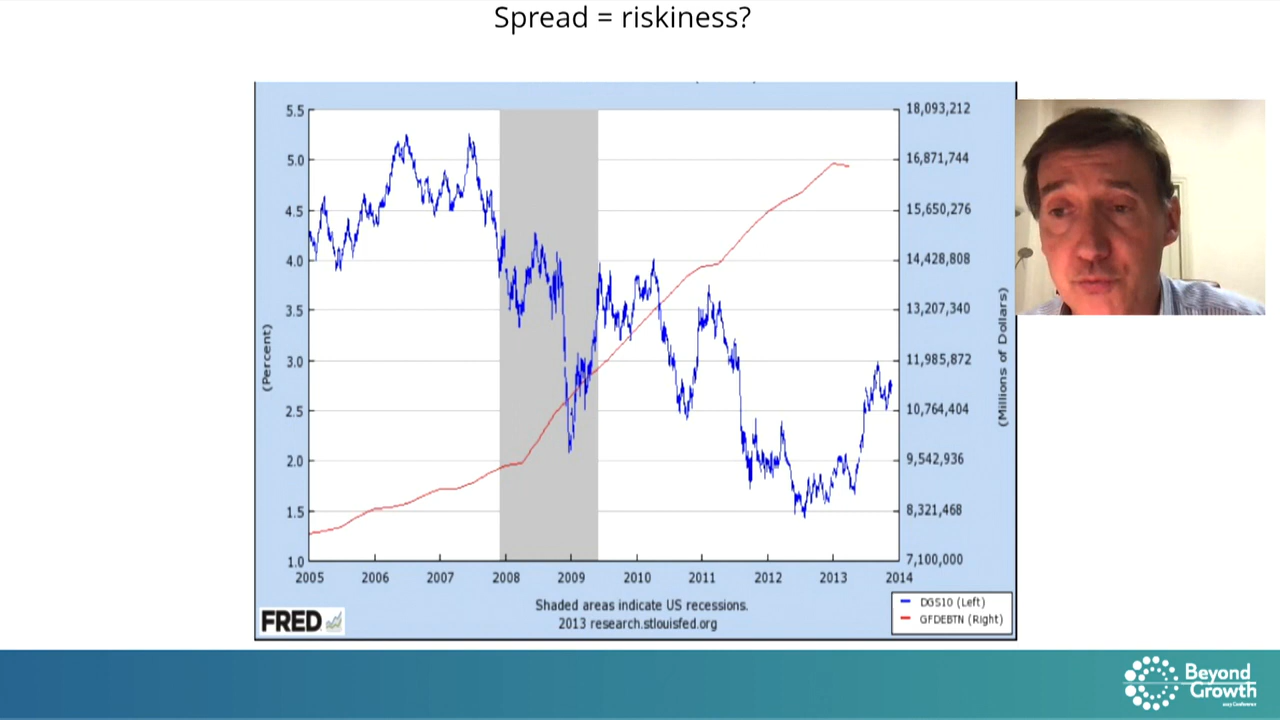 Spread = riskiness?
5.5
5.0
4.5
4.0
3.5
3.0
2.5
2.0
1.5
1.0
(Percent)
18,093,212
16,871,744
15,650,276
14,428,808
13,207,340
11,985,872
10,764,404
9,542,936
8,321,468
7,100,000
(Millions of Dollars)
2005 2006 2007 2008 2009 2010 2011 2012 2013 2014
Shaded areas indicate US recessions.
2013 research.stlouisfed.org
FRED
DGS10 (Left)
GFDEBTN (Right)
Beyond
Growth